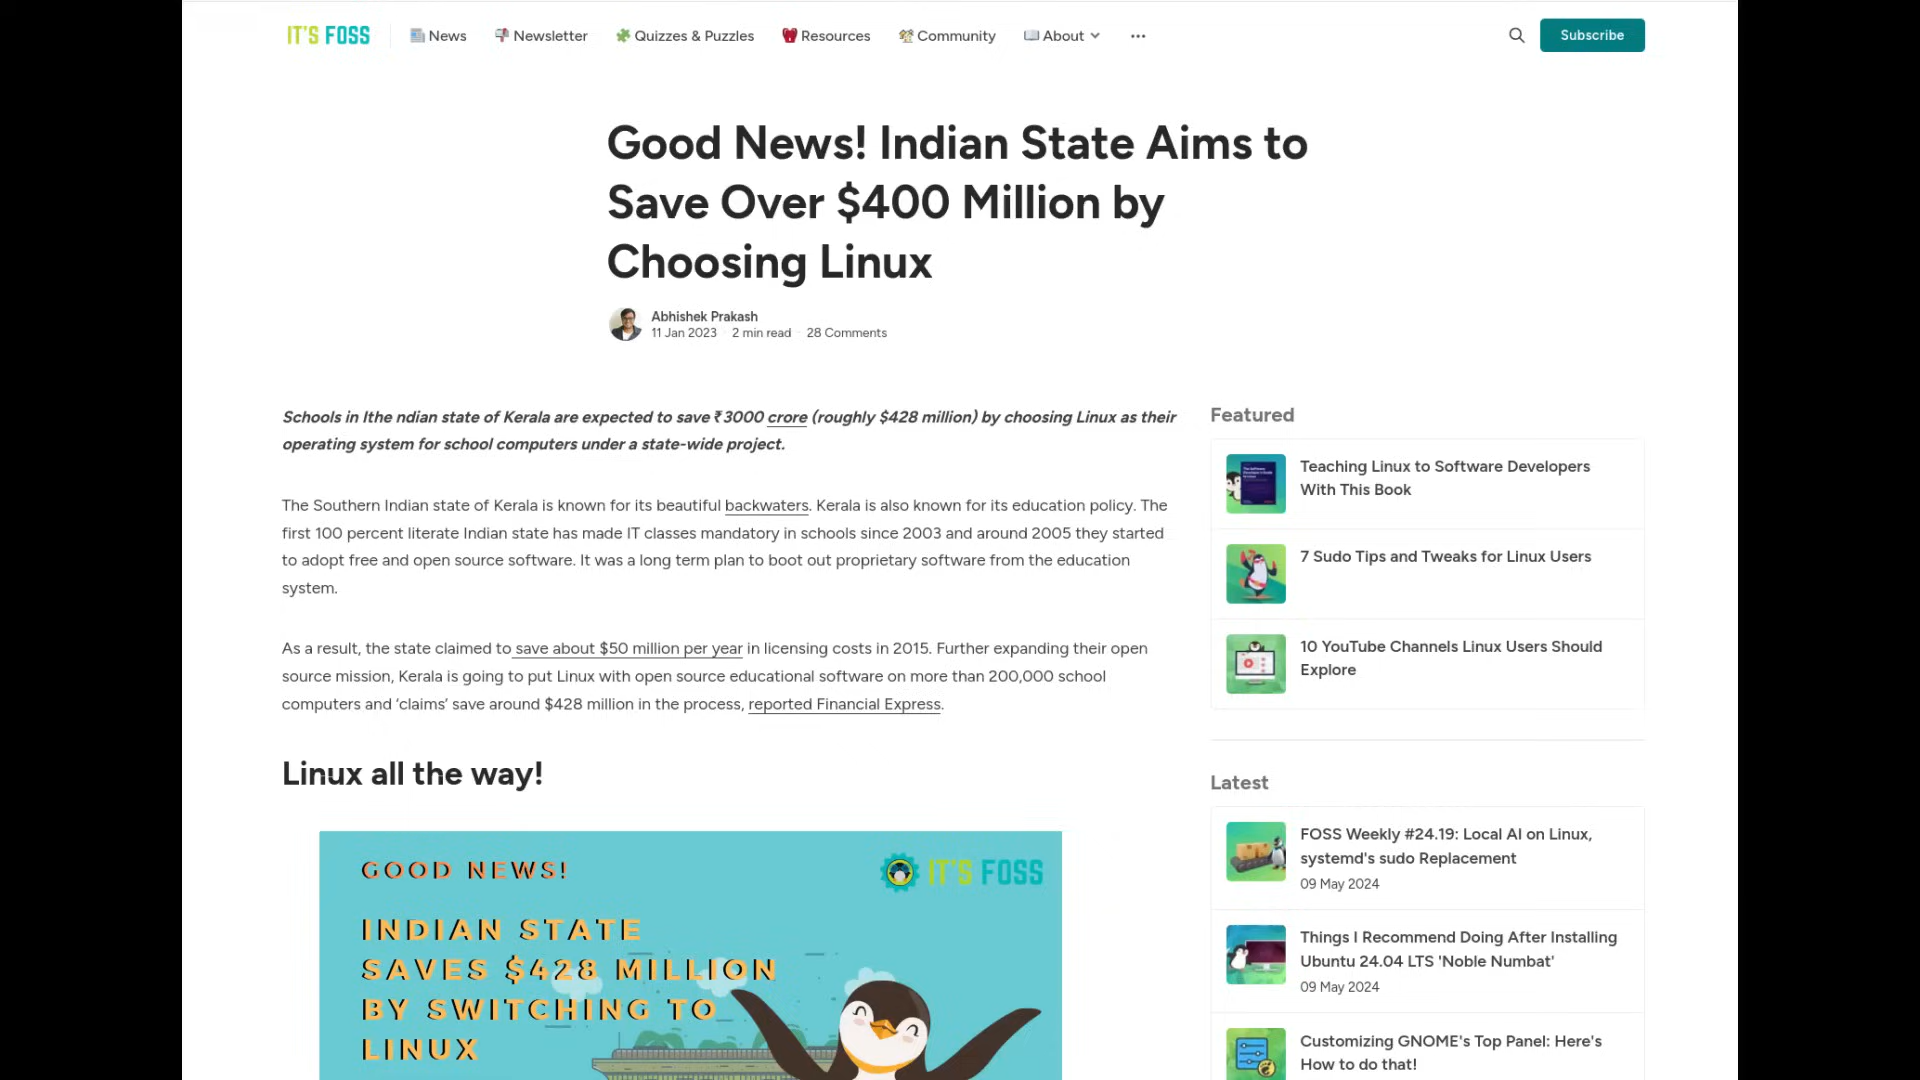 IT'S FOSS
News
Newsletter
Quizzes & Puzzles
Resources
Community
About
Subscribe
Good News! Indian State Aims to
Save Over $400 Million by
Choosing Linux
Abhishek Prakash
11 Jan 2023 2 min read 28 Comments
Schools in Ithe ndian state of Kerala are expected to save ₹3000 crore (roughly $428 million) by choosing Linux as their
operating system for school computers under a state-wide project.
The Southern Indian state of Kerala is known for its beautiful backwaters. Kerala is also known for its education policy. The
first 100 percent literate Indian state has made IT classes mandatory in schools since 2003 and around 2005 they started
to adopt free and open source software. It was a long term plan to boot out proprietary software from the education
system.
As a result, the state claimed to save about $50 million per year in licensing costs in 2015. Further expanding their open
source mission, Kerala is going to put Linux with open source educational software on more than 200,000 school
computers and ‘claims’ save around $428 million in the process, reported Financial Express.
Linux all the way!
GOOD NEWS!
IT'S FOSS
INDIAN STATE
SAVES $428 MILLION
BY SWITCHING TO
LINUX
Featured
Teaching Linux to Software Developers
With This Book
7 Sudo Tips and Tweaks for Linux Users
10 YouTube Channels Linux Users Should
Explore
Latest
FOSS Weekly #24.19: Local AI on Linux,
systemd's sudo Replacement
09 May 2024
Things I Recommend Doing After Installing
Ubuntu 24.04 LTS 'Noble Numbat'
09 May 2024
Customizing GNOME's Top Panel: Here's
How to do that!